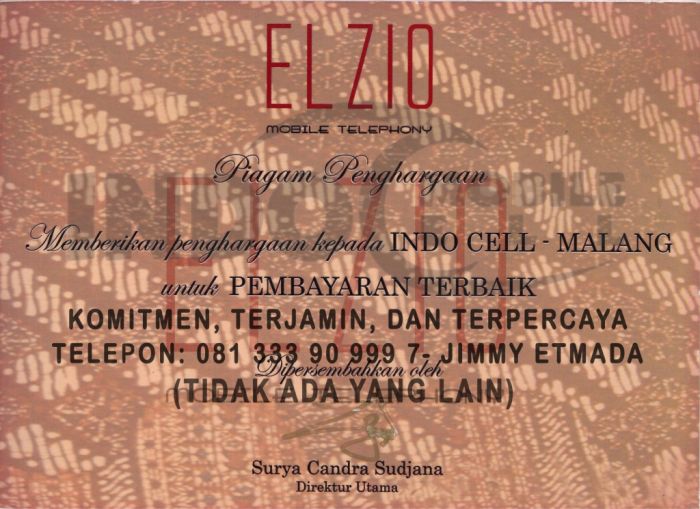 ELZIO
MOBILE TELEPHONY
Piagam Penghargaan
Memberikan penghargaan kepada INDO CELL - MALANG
untuk PEMBAYARAN TERBAIK
KOMITMEN, TERJAMIN, DAN TERPERCAYA
TELEPON: 081 333 90 999 7- JIMMY ETMADA
Dipersembahkan oleh
(TIDAK ADA YANG LAIN)
Surya Candra Sudjana
Direktur Utama